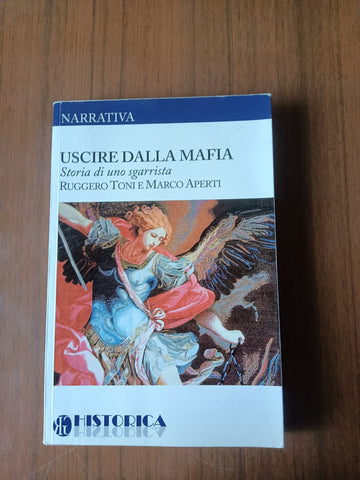 NARRATIVA
USCIRE DALLA MAFIA
Storia di uno sgarrista
RUGGERO TONI E MARCO APERTI
HISTORICA